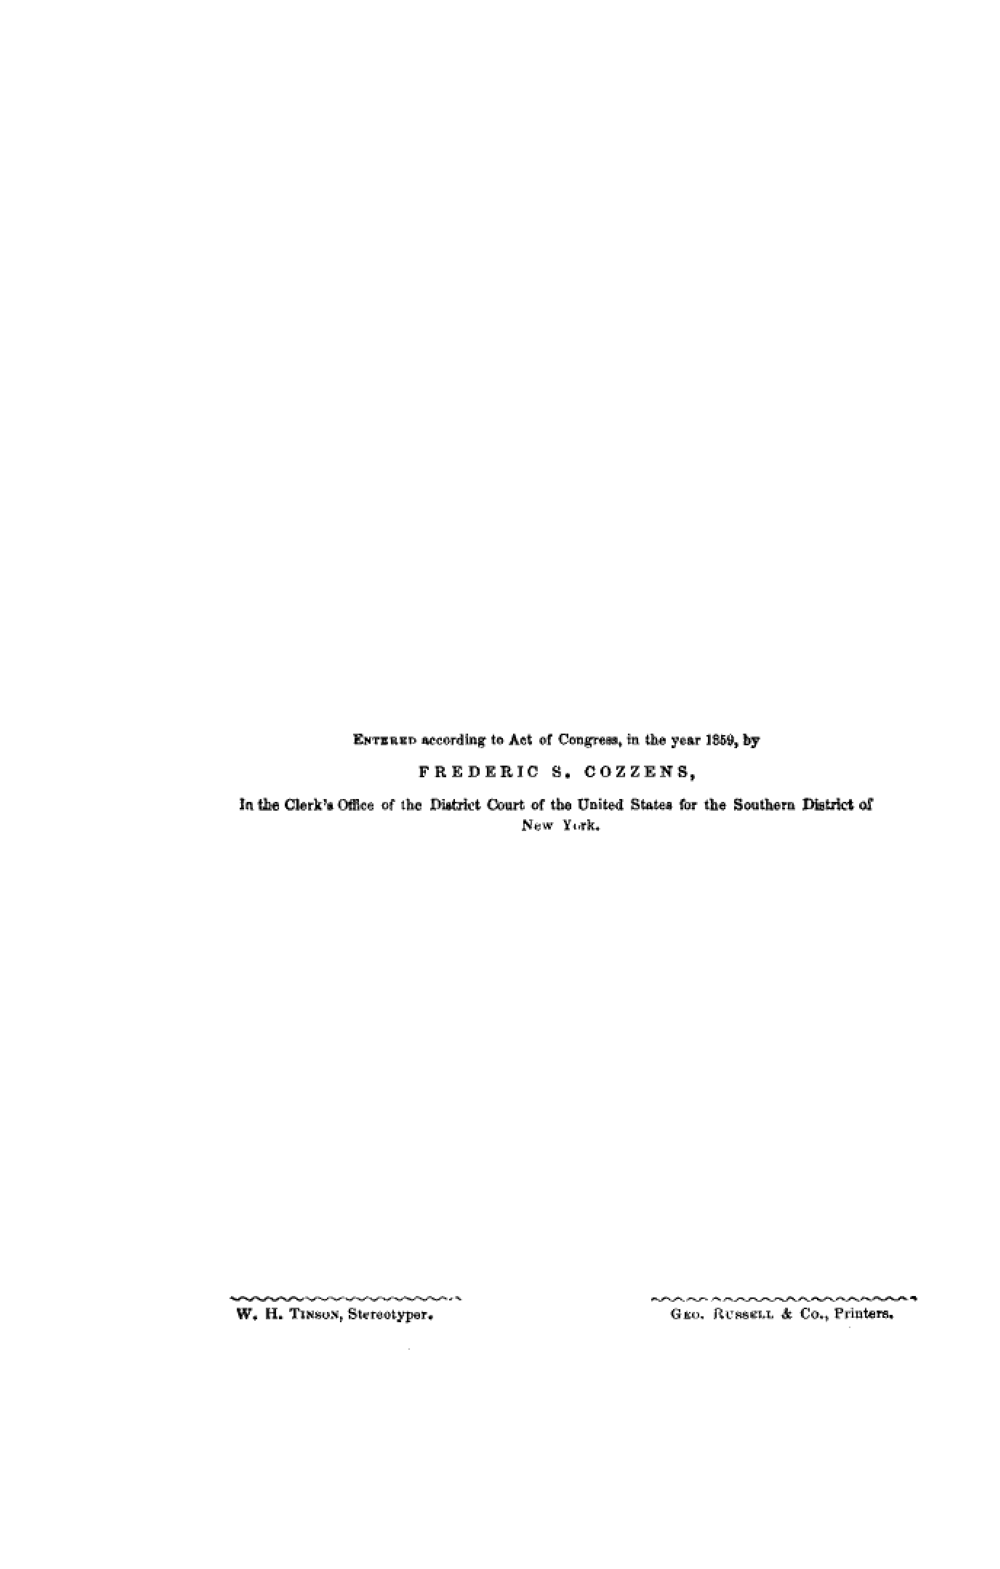 ENTERED according to Act of Congress, in the year 1859, by
FREDERIC S. COZZENS,
In the Clerk's Office of the District Court of the United States for the Southern District of
New York.
W. H. TINSON, Stereotyper.
GEO. RUSSELL & Co., Printers.